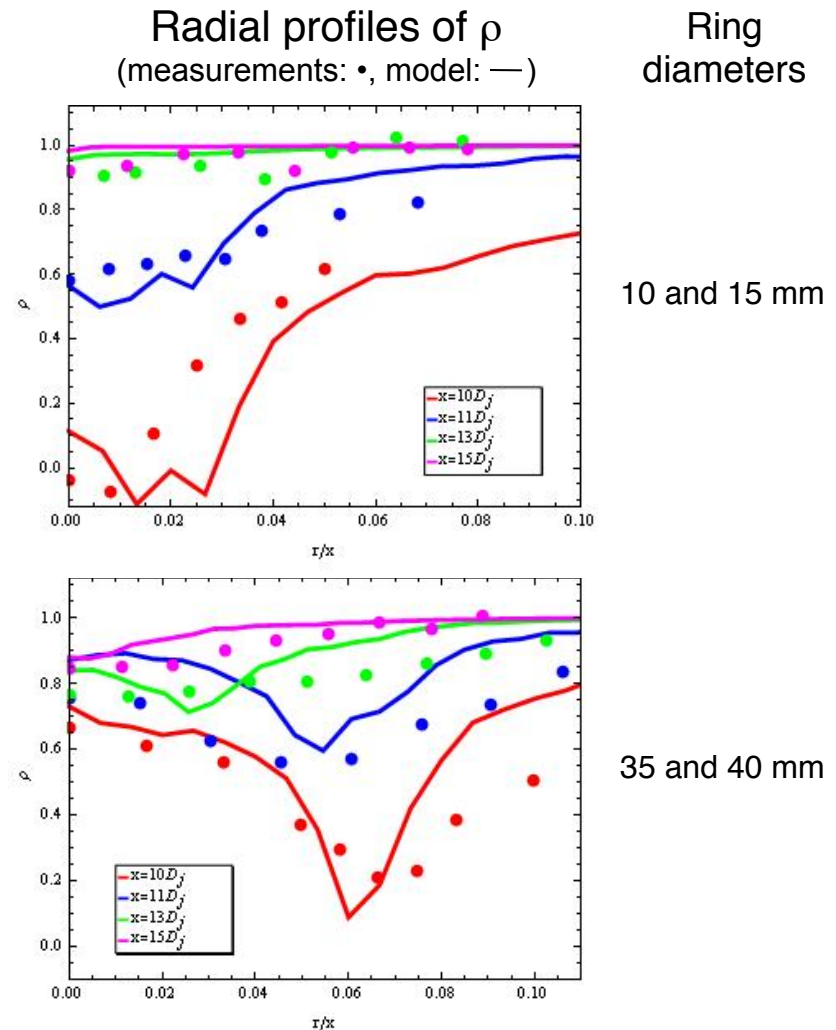 Radial profiles of ρ
(measurements: •, model: — )
Ring
diameters
1.0
0.8
0.6
0.4
0.2
0.0
ρ
0.00 0.02 0.04 0.06 0.08 0.10
r/x
x=10Dj
x=11Dj
x=13Dj
x=15Dj
10 and 15 mm
1.0
0.8
0.6
0.4
0.2
0.0
ρ
0.00 0.02 0.04 0.06 0.08 0.10
r/x
x=10Dj
x=11Dj
x=13Dj
x=15Dj
35 and 40 mm